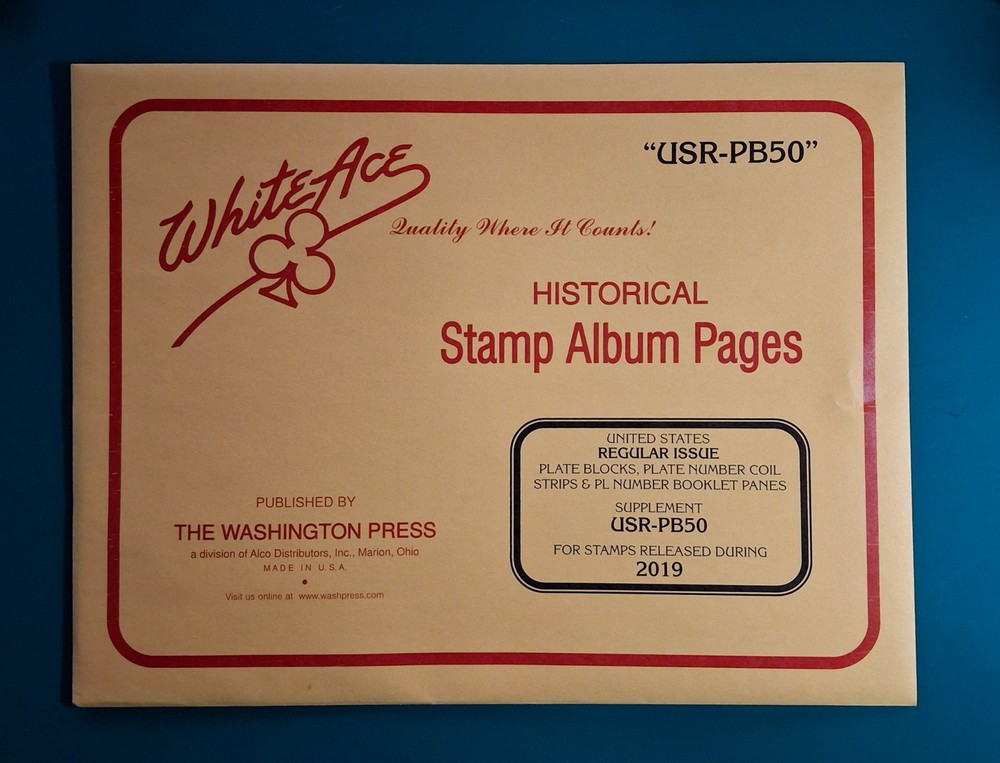 WhiteAce
"USR-PB50"
Quality Where It Counts!
HISTORICAL
Stamp Album Pages
UNITED STATES
REGULAR ISSUE
PLATE BLOCKS, PLATE NUMBER COIL
STRIPS & PL NUMBER BOOKLET PANES
SUPPLEMENT
USR-PB50
FOR STAMPS RELEASED DURING
2019
PUBLISHED BY
THE WASHINGTON PRESS
a division of Alco Distributors, Inc., Marion, Ohio
MADE IN U.S.A.
Visit us online at www.washpress.com